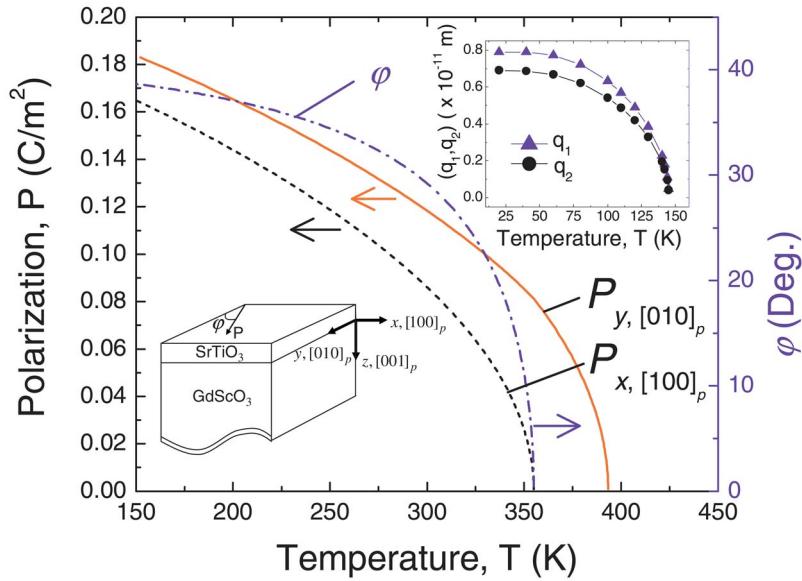 Polarization, P (C/m²)
0.20
0.18
0.16
0.14
0.12
0.10
0.08
0.06
0.04
0.02
0.00
150
200
250
300
350
400
450
Temperature, T (K)
40
30
20
10
0
φ (Deg.)
φ
P y, [010]p
P x, [100]p
(q₁,q₂) ( x 10⁻¹¹ m)
0.8
0.6
0.4
0.2
0.0
q₁
q₂
25 50 75 100 125 150
Temperature, T (K)
φ
P
SrTiO₃
GdScO₃
x, [100]p
y, [010]p
z, [001]p